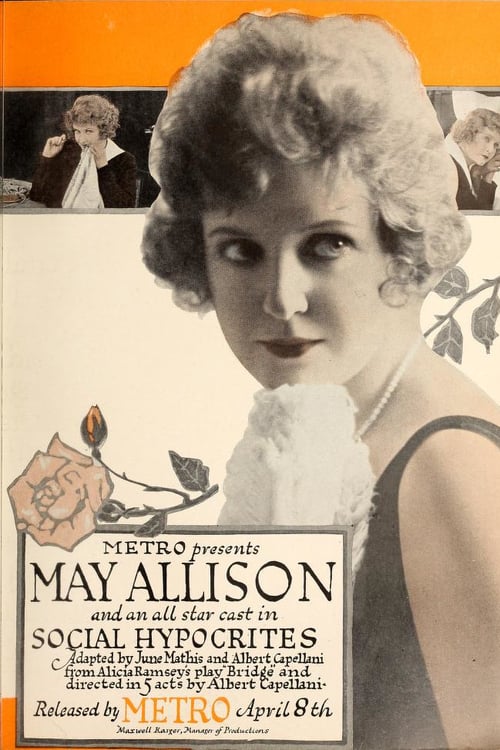 METRO presents
MAY ALLISON
and an all star cast in
SOCIAL HYPOCRITES
Adapted by June Mathis and Albert Capellani
from Alicia Ramsey's play "Bridge" and
directed in 5 acts by Albert Capellani.
Released by METRO April 8th
Maxwell Karger, Manager of Productions